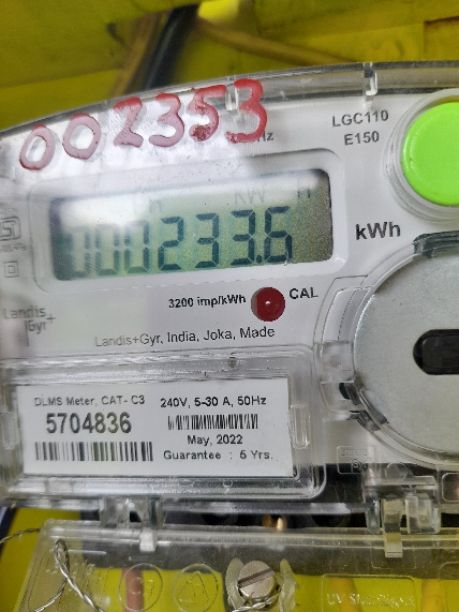 002353
LGC110
E150
KW H
000233.6
kWh
3200 imp/kWh
CAL
Landis
Gyr+
Landis+Gyr, India, Joka, Made
DLMS Meter, CAT- C3
240V, 5-30 A, 50Hz
5704836
May, 2022
Guarantee : 5 Yrs.